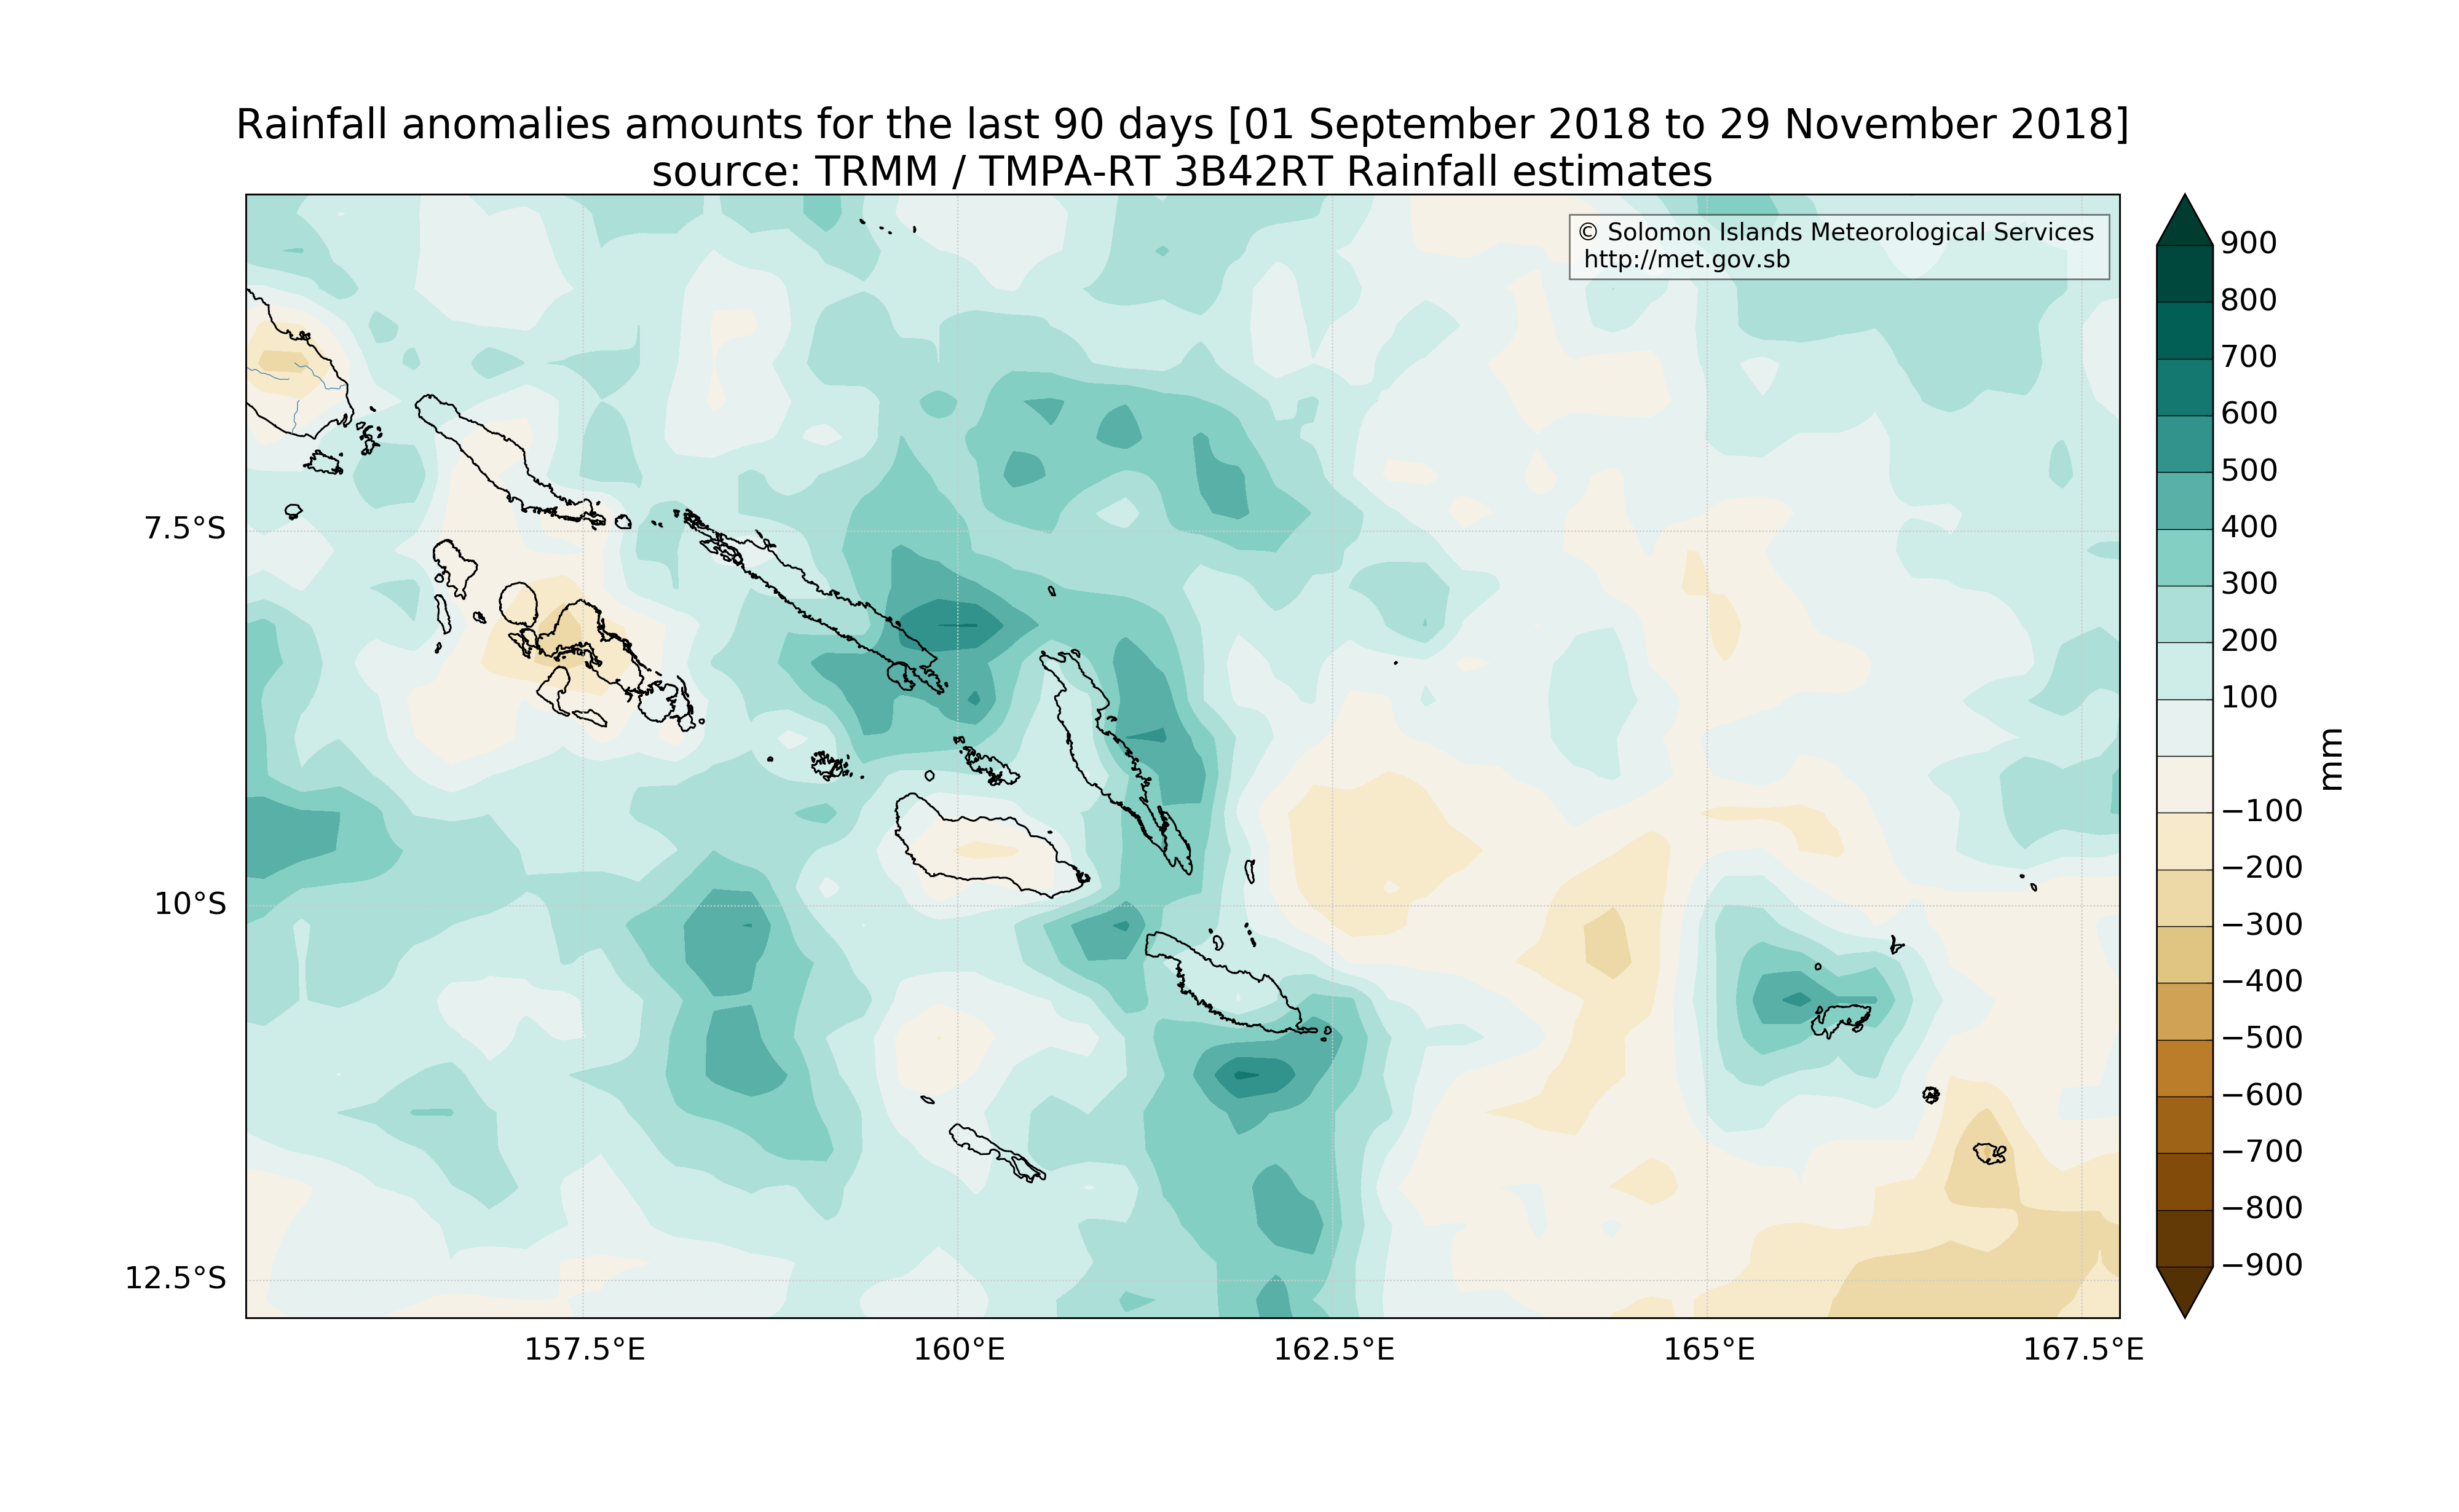 Rainfall anomalies amounts for the last 90 days [01 September 2018 to 29 November 2018]
source: TRMM / TMPA-RT 3B42RT Rainfall estimates
© Solomon Islands Meteorological Services
http://met.gov.sb
7.5°S
10°S
12.5°S
157.5°E
160°E
162.5°E
165°E
167.5°E
900
800
700
600
500
400
300
200
100
−100
−200
−300
−400
−500
−600
−700
−800
−900
mm